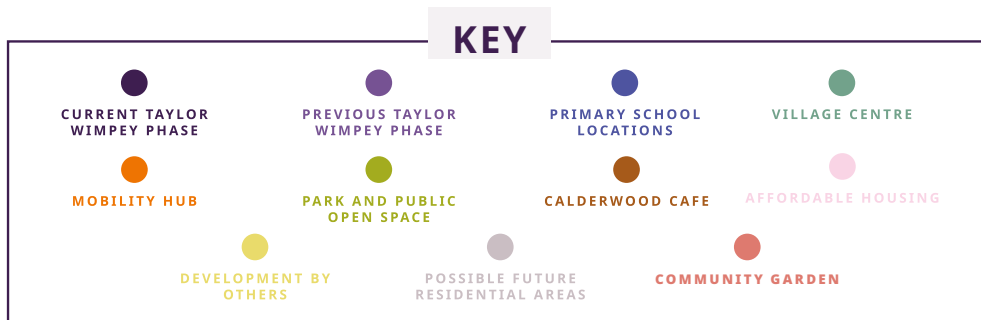 KEY
CURRENT TAYLOR
WIMPEY PHASE
PREVIOUS TAYLOR
WIMPEY PHASE
PRIMARY SCHOOL
LOCATIONS
VILLAGE CENTRE
MOBILITY HUB
PARK AND PUBLIC
OPEN SPACE
CALDERWOOD CAFE
AFFORDABLE HOUSING
DEVELOPMENT BY
OTHERS
POSSIBLE FUTURE
RESIDENTIAL AREAS
COMMUNITY GARDEN